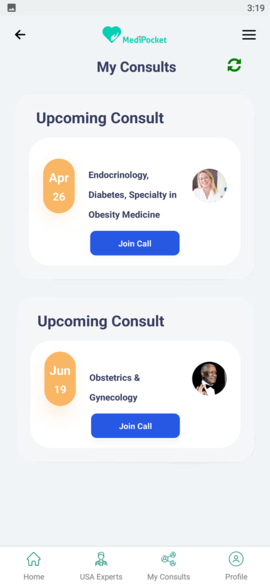 3:19
MediPocket
My Consults
Upcoming Consult
Apr
26
Endocrinology,
Diabetes, Specialty in
Obesity Medicine
Join Call
Upcoming Consult
Jun
19
Obstetrics &
Gynecology
Join Call
Home
USA Experts
My Consults
Profile